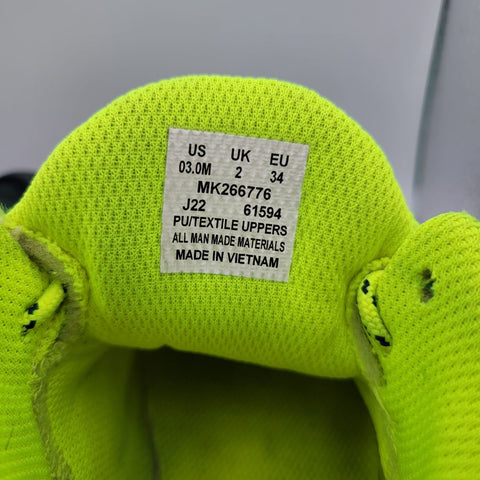 US UK EU
03.0M 2 34
MK266776
J22 61594
PU/TEXTILE UPPERS
ALL MAN MADE MATERIALS
MADE IN VIETNAM